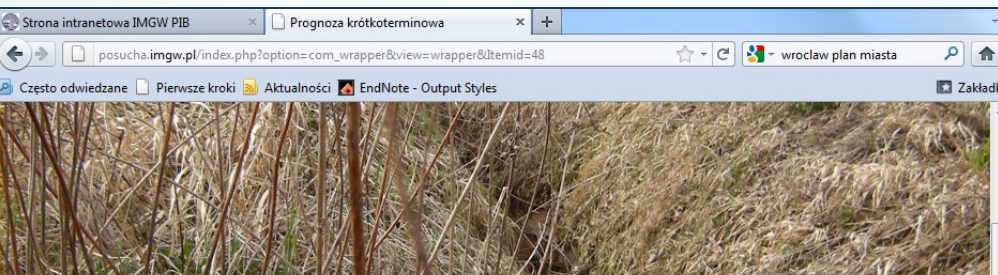 Strona intranetowa IMGW PIB × Prognoza krótkoterminowa × +
posucha.imgw.pl/index.php?option=com_wrapper&view=wrapper&Itemid=48 wroclaw plan miasta
Często odwiedzane Pierwsze kroki Aktualności EndNote - Output Styles